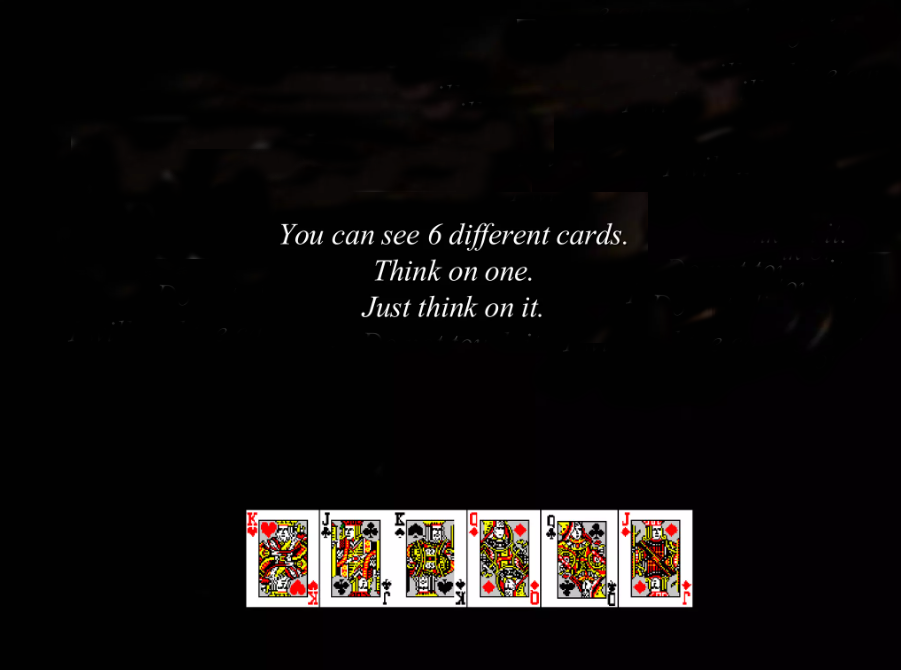 You can see 6 different cards.
Think on one.
Just think on it.
K J K Q Q J
K J K Q Q J